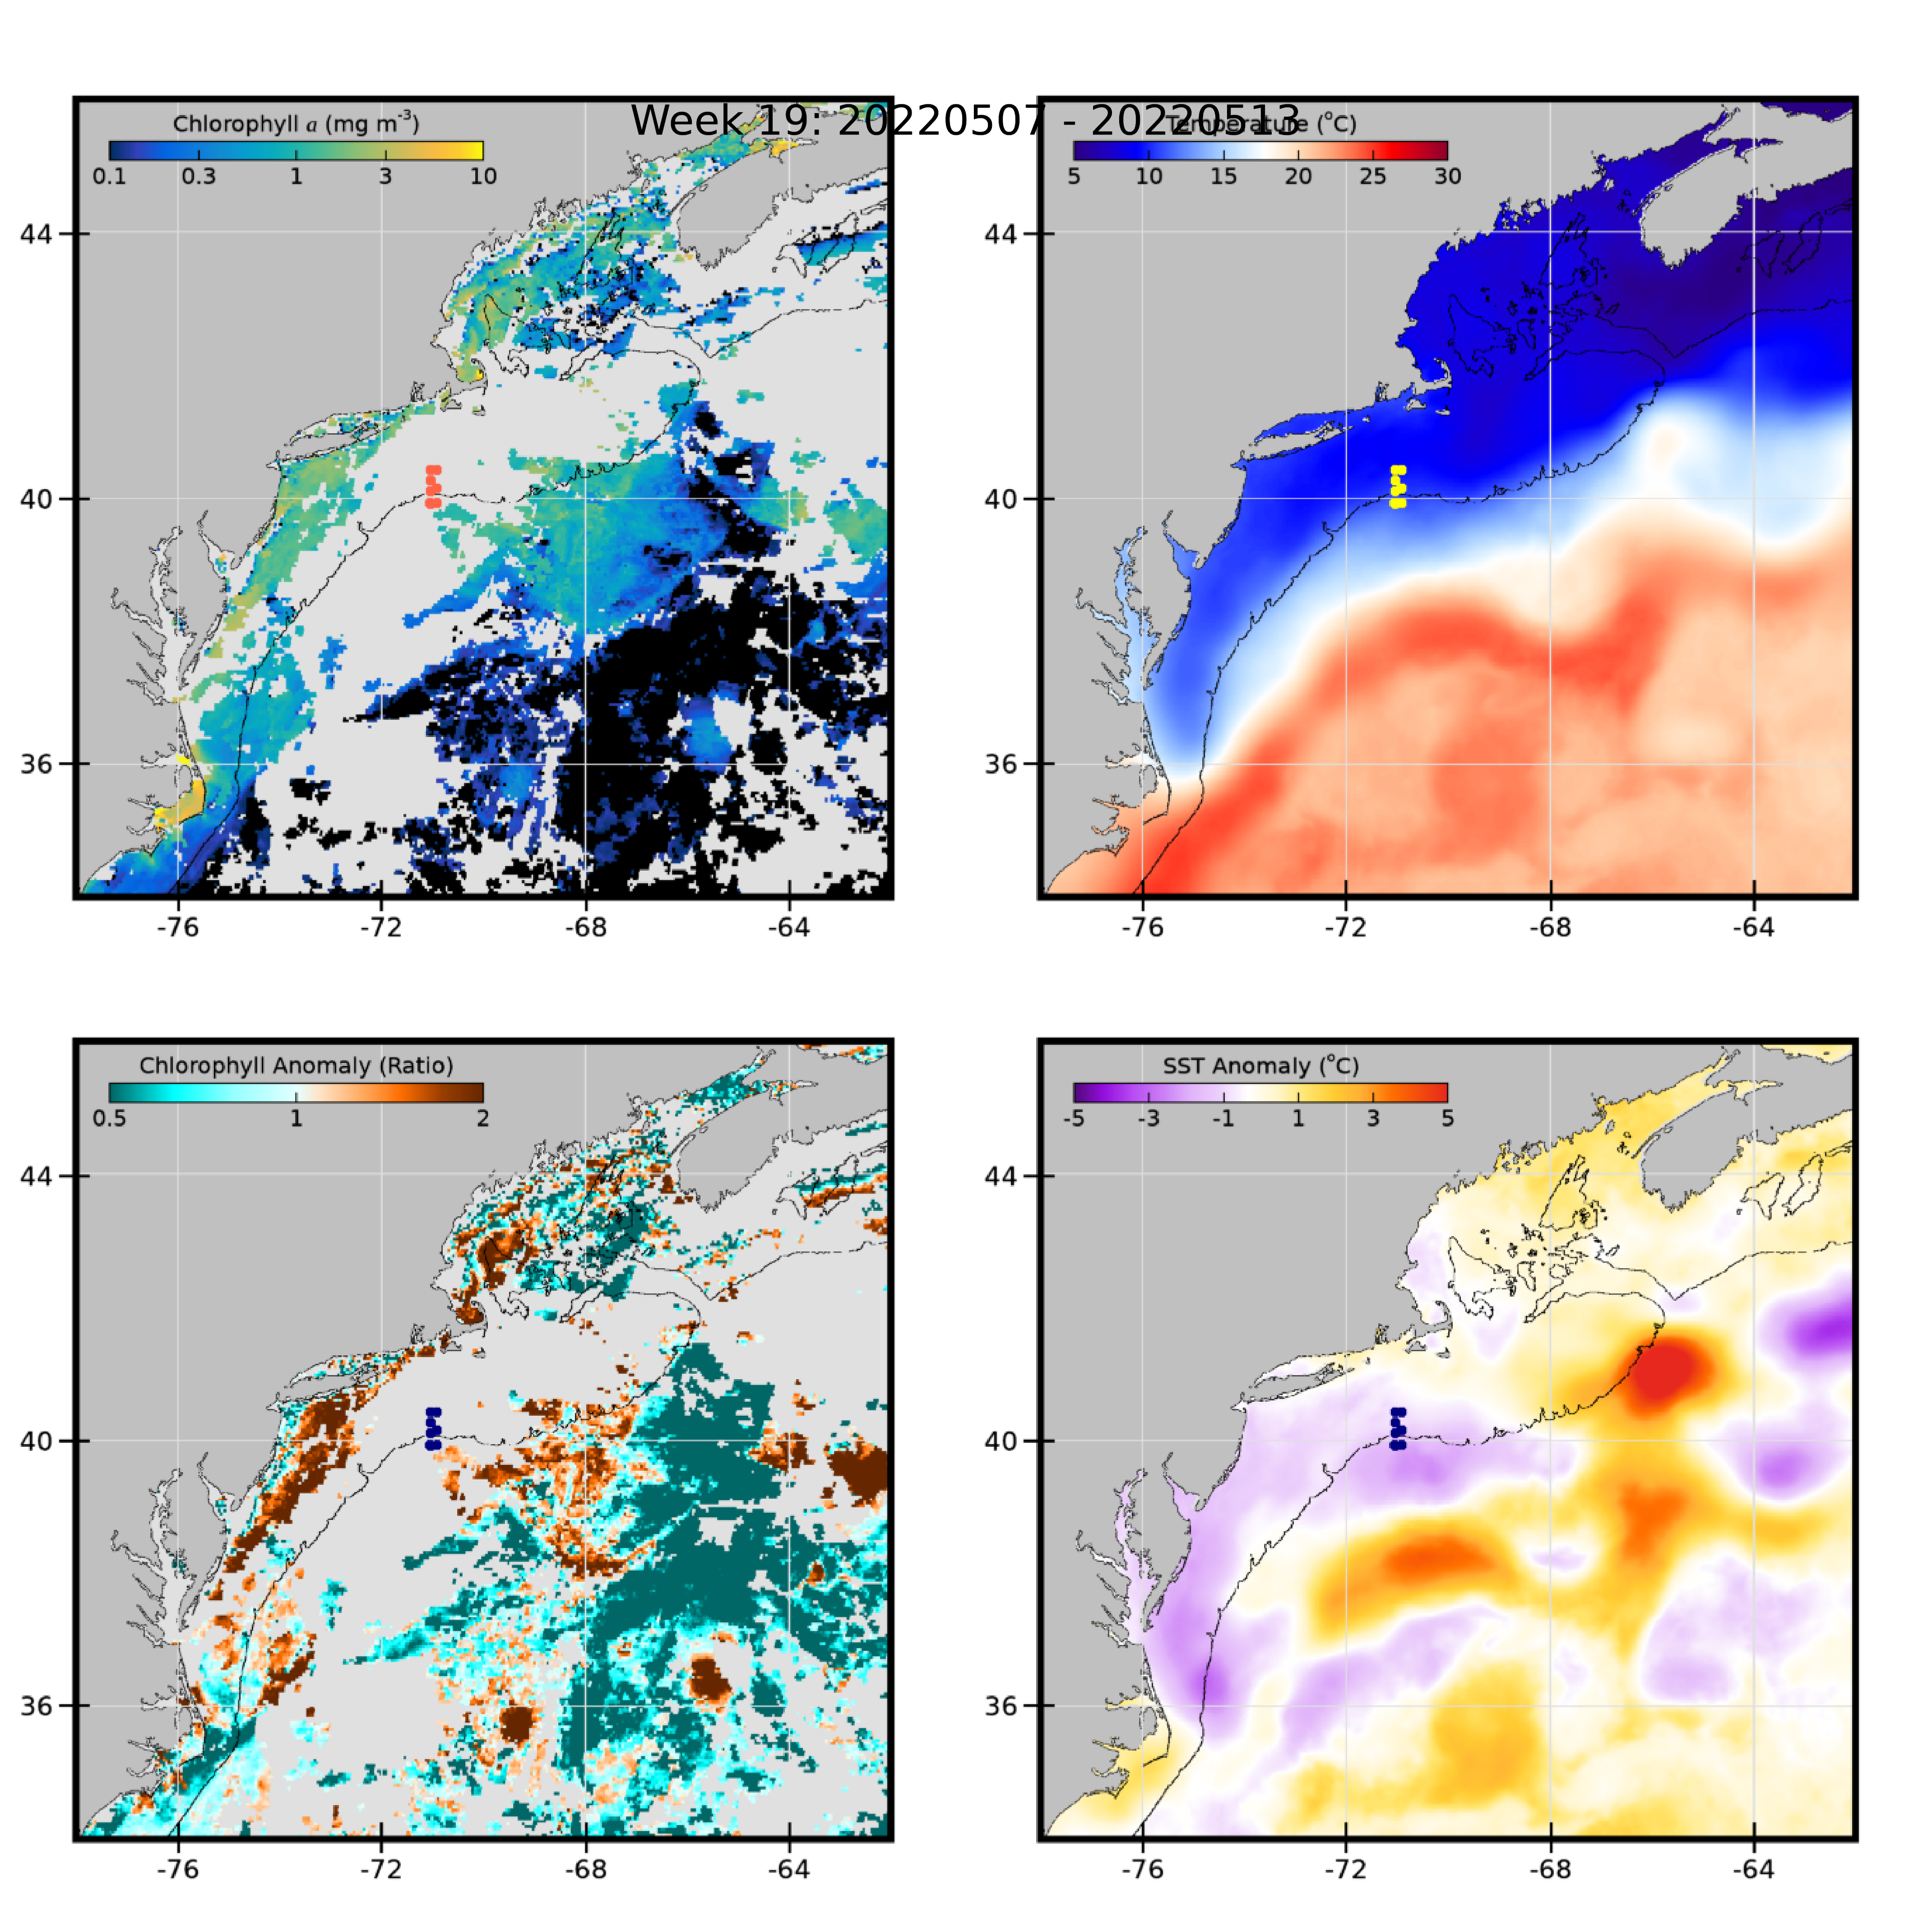 Week 19: 20220507 - 20220513
Chlorophyll a (mg m-3)
0.1 0.3 1 3 10
44
40
36
-76 -72 -68 -64
Temperature (°C)
5 10 15 20 25 30
44
40
36
-76 -72 -68 -64
Chlorophyll Anomaly (Ratio)
0.5 1 2
44
40
36
-76 -72 -68 -64
SST Anomaly (°C)
-5 -3 -1 1 3 5
44
40
36
-76 -72 -68 -64